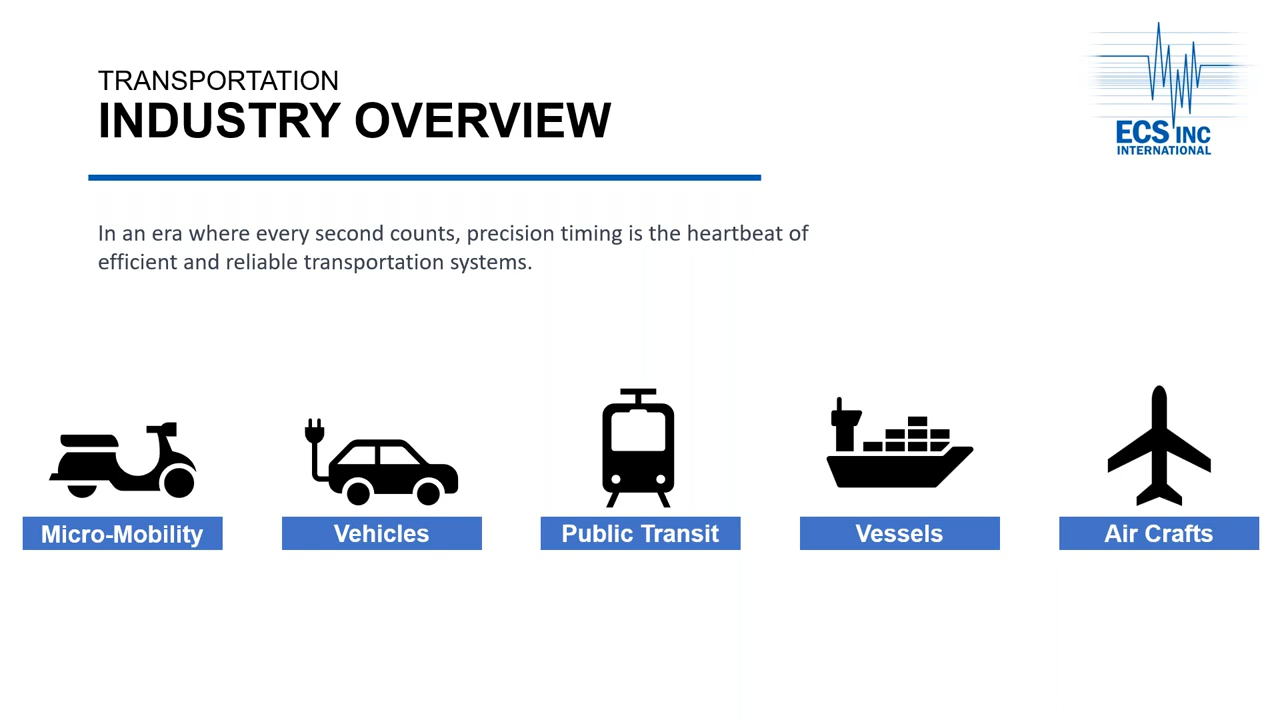 TRANSPORTATION
INDUSTRY OVERVIEW
ECS INC
INTERNATIONAL
In an era where every second counts, precision timing is the heartbeat of
efficient and reliable transportation systems.
Micro-Mobility
Vehicles
Public Transit
Vessels
Air Crafts